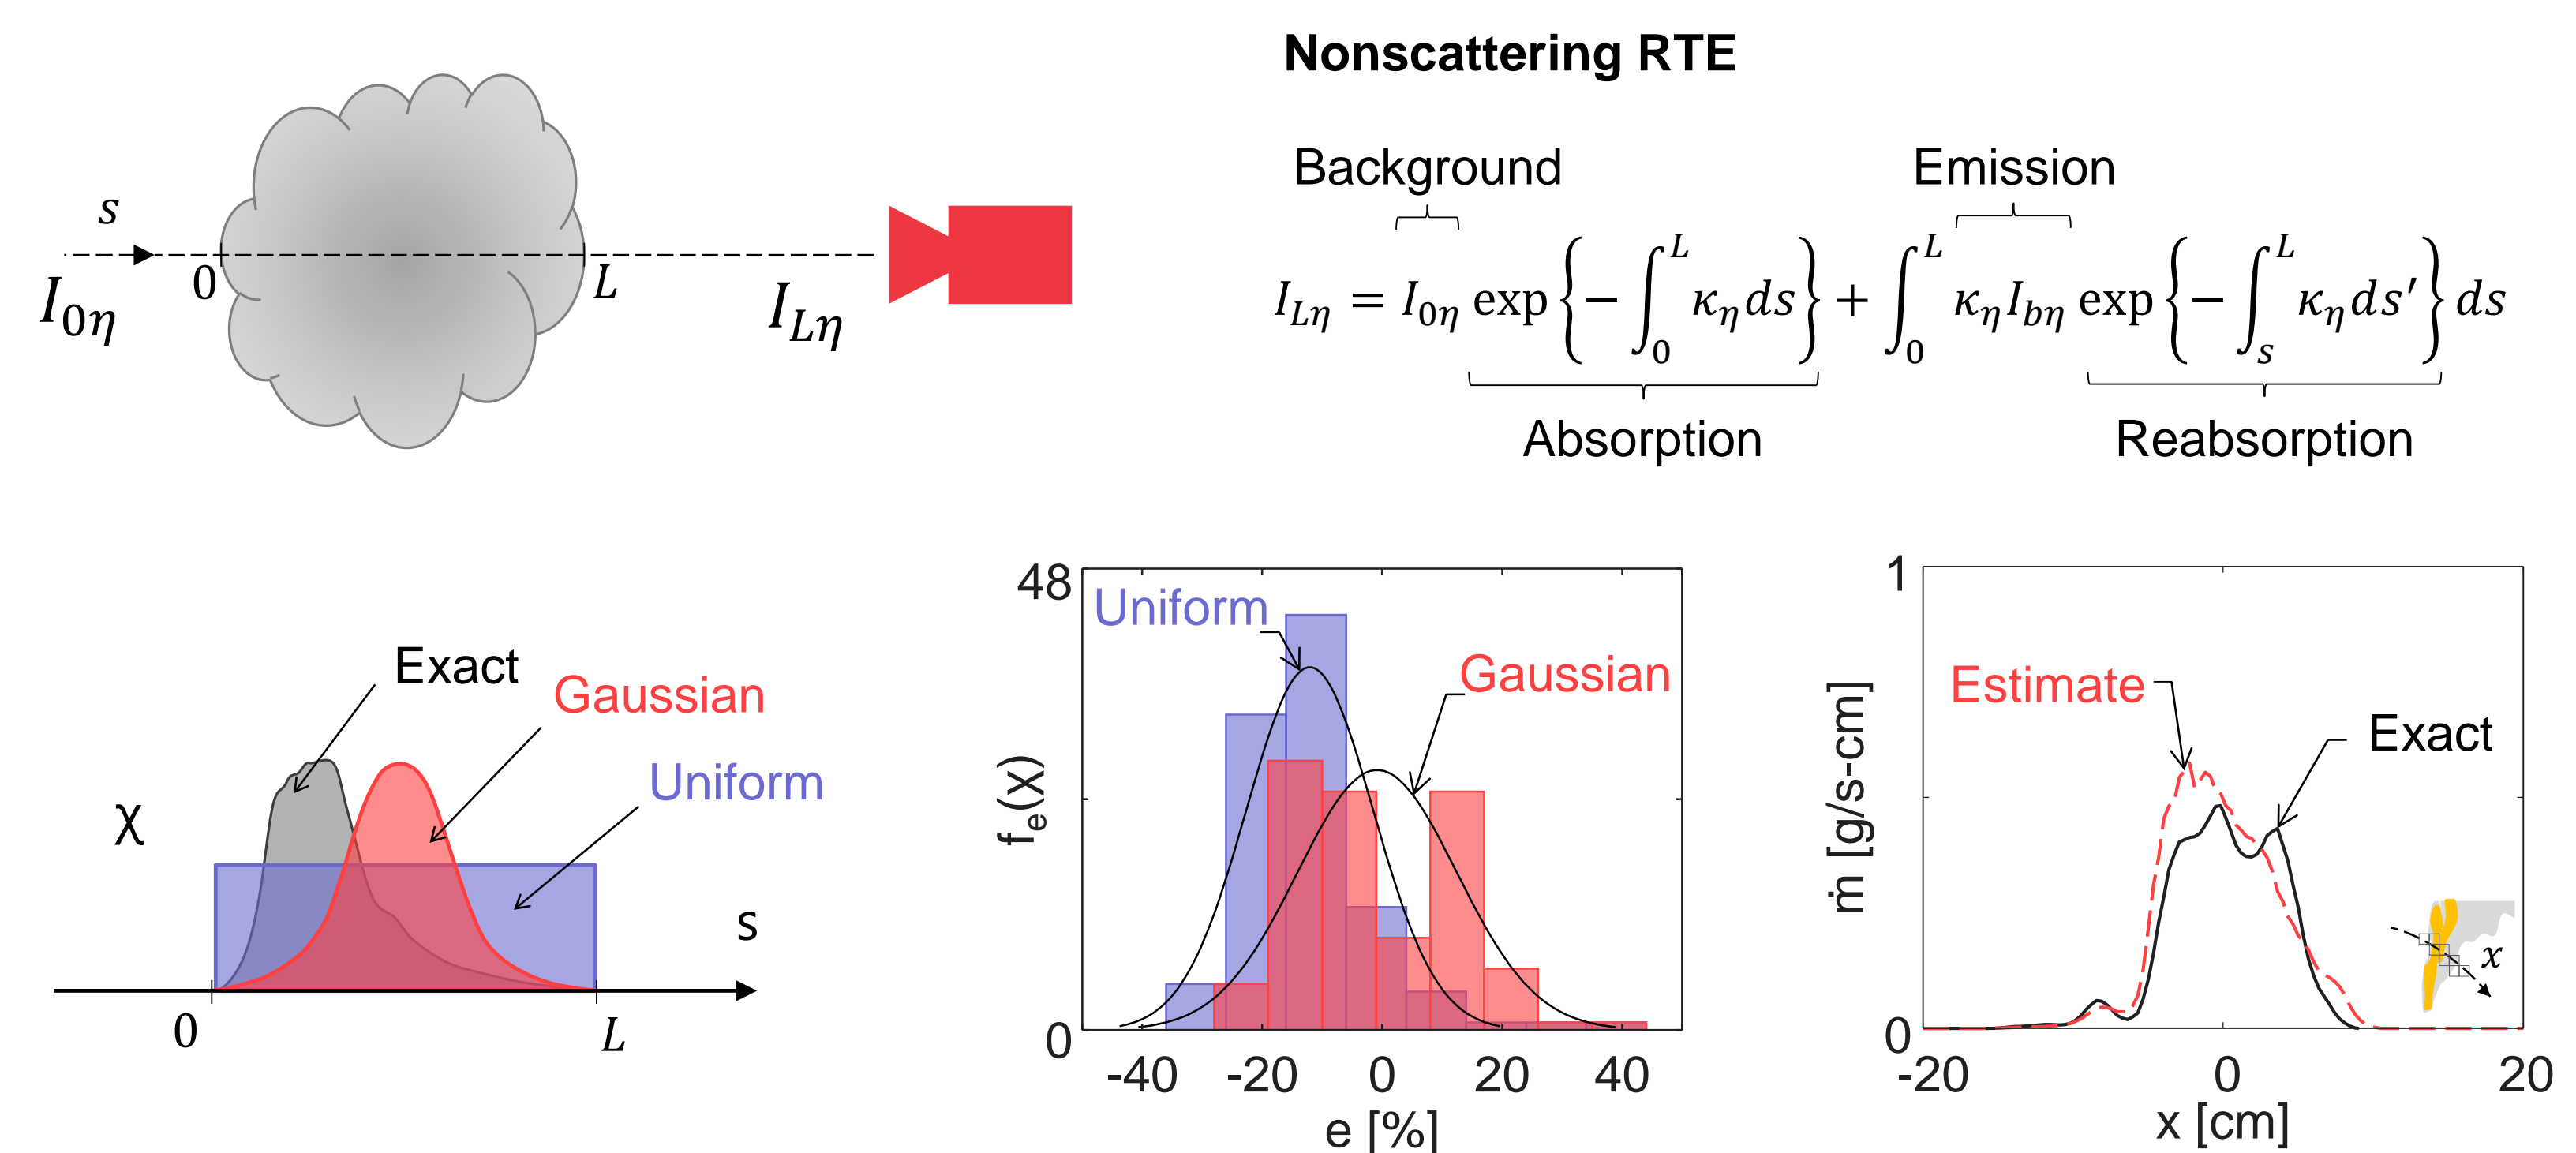 Nonscattering RTE
Background
Emission
I_{Lη} = I_{0η} exp{−∫_0^L κ_η ds} + ∫_0^L κ_η I_{bη} exp{−∫_s^L κ_η ds′} ds
Absorption
Reabsorption
s
0
L
I_{0η}
I_{Lη}
Exact
Gaussian
Uniform
χ
s
0
L
48
Uniform
Gaussian
f_e(χ)
0
-40 -20 0 20 40
e [%]
1
Estimate
Exact
ṁ [g/s-cm]
x
0
-20 0 20
x [cm]